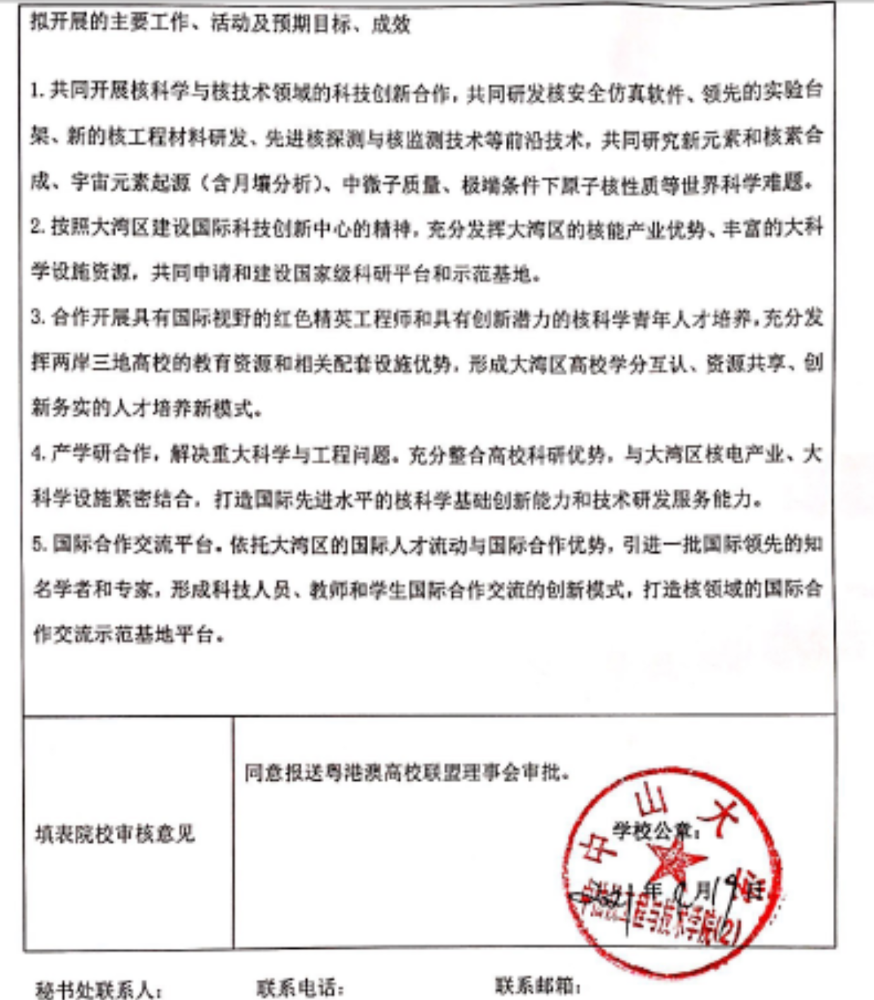 拟开展的主要工作、活动及预期目标、成效
1. 共同开展核科学与核技术领域的科技创新合作，共同研发核安全仿真软件、领先的实验台
架、新的核工程材料研发、先进核探测与核监测技术等前沿技术，共同研究新元素和核素合
成、宇宙元素起源（含月壤分析）、中微子质量、极端条件下原子核性质等世界科学难题。
2. 按照大湾区建设国际科技创新中心的精神，充分发挥大湾区的核能产业优势、丰富的大科
学设施资源，共同申请和建设国家级科研平台和示范基地。
3. 合作开展具有国际视野的红色精英工程师和具有创新潜力的核科学青年人才培养，充分发
挥两岸三地高校的教育资源和相关配套设施优势，形成大湾区高校学分互认、资源共享、创
新务实的人才培养新模式。
4. 产学研合作，解决重大科学与工程问题。充分整合高校科研优势，与大湾区核电产业、大
科学设施紧密结合，打造国际先进水平的核科学基础创新能力和技术研发服务能力。
5. 国际合作交流平台。依托大湾区的国际人才流动与国际合作优势，引进一批国际领先的知
名学者和专家，形成科技人员、教师和学生国际合作交流的创新模式，打造核领域的国际合
作交流示范基地平台。
填表院校审核意见
同意报送粤港澳高校联盟理事会审批。
中山大学
学校公章：
年 月19日
工程与技术学院(2)
秘书处联系人： 联系电话： 联系邮箱：